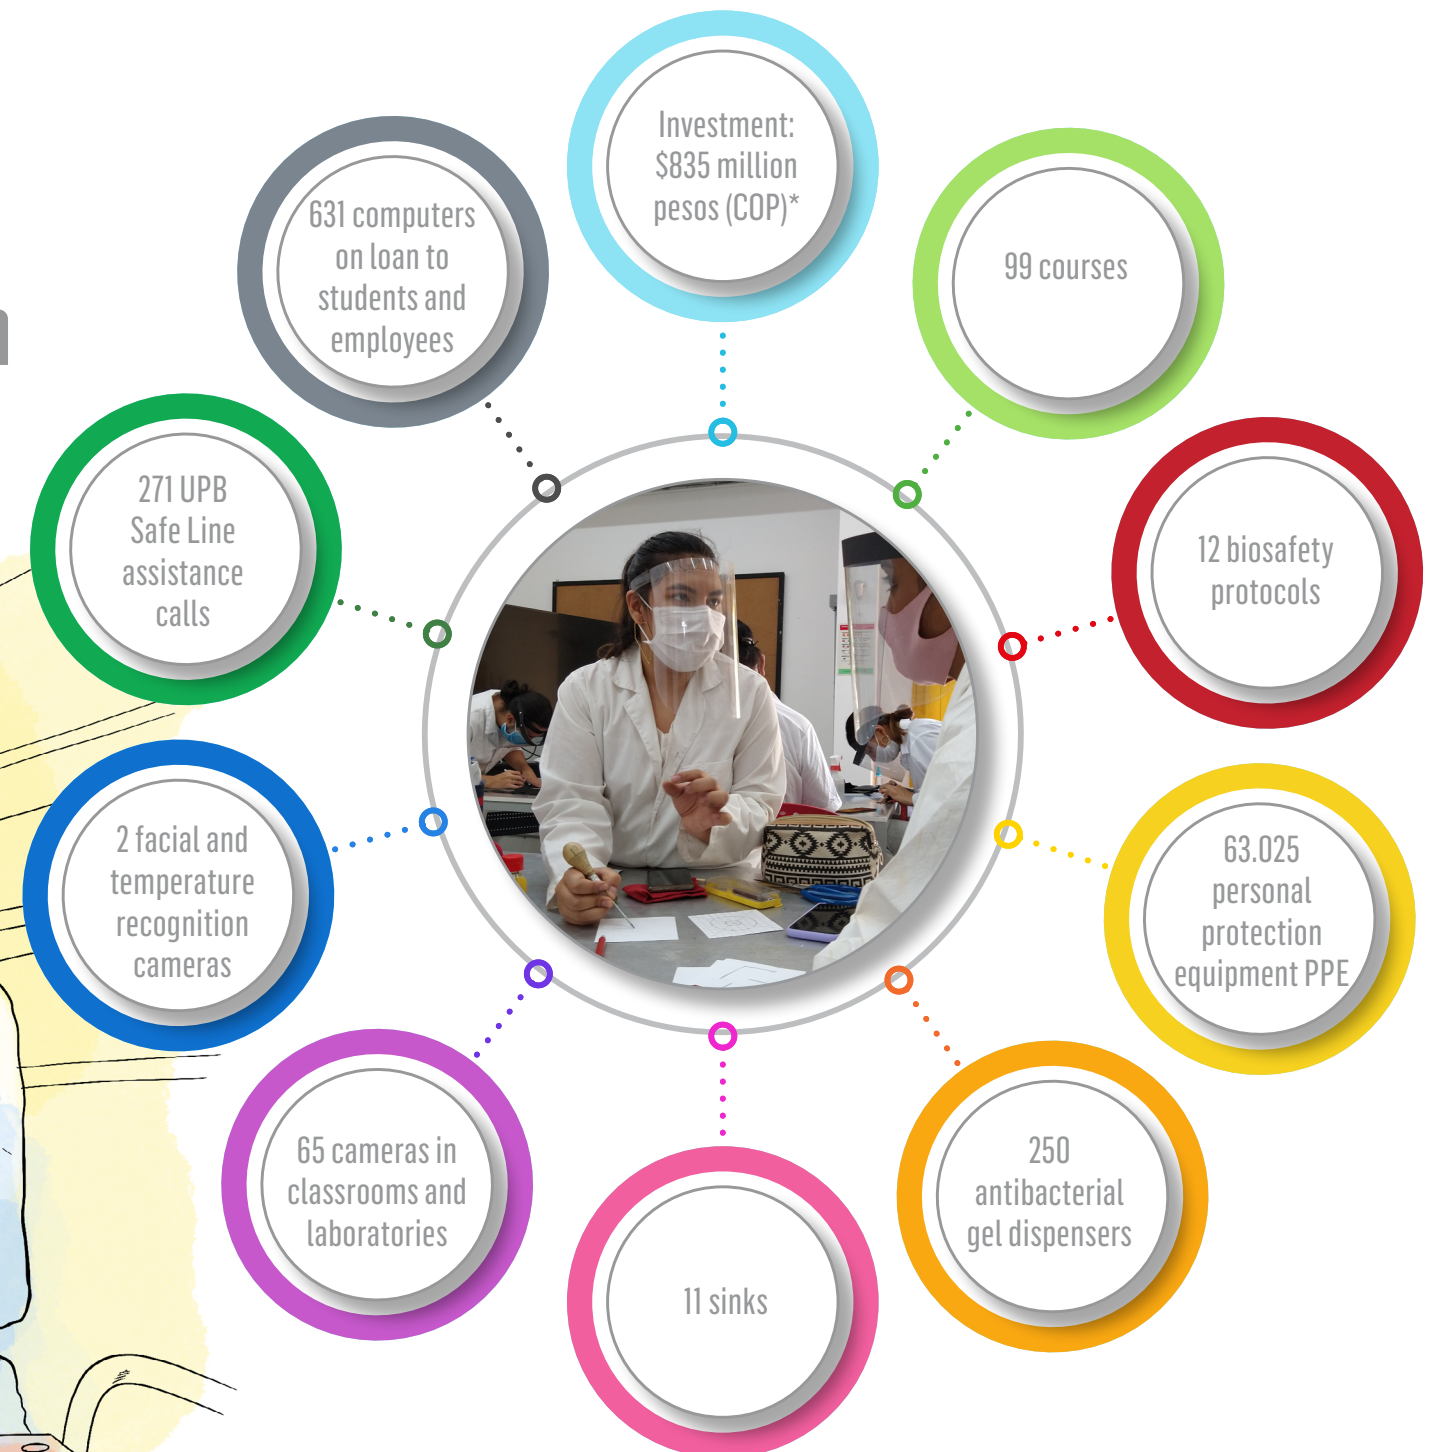 Investment:
$835 million
pesos (COP)*
99 courses
12 biosafety
protocols
63.025
personal
protection
equipment PPE
250
antibacterial
gel dispensers
11 sinks
65 cameras in
classrooms and
laboratories
2 facial and
temperature
recognition
cameras
271 UPB
Safe Line
assistance
calls
631 computers
on loan to
students and
employees